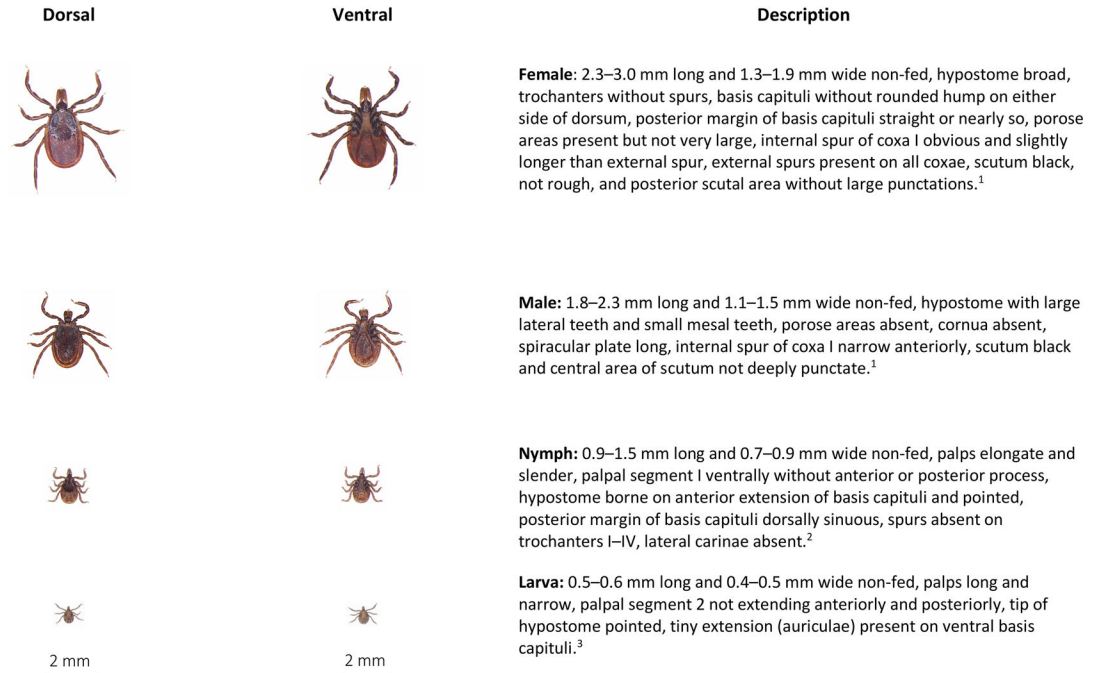 Dorsal
Ventral
Description
Female: 2.3–3.0 mm long and 1.3–1.9 mm wide non-fed, hypostome broad,
trochanters without spurs, basis capituli without rounded hump on either
side of dorsum, posterior margin of basis capituli straight or nearly so, porose
areas present but not very large, internal spur of coxa I obvious and slightly
longer than external spur, external spurs present on all coxae, scutum black,
not rough, and posterior scutal area without large punctations.1
Male: 1.8–2.3 mm long and 1.1–1.5 mm wide non-fed, hypostome with large
lateral teeth and small mesal teeth, porose areas absent, cornua absent,
spiracular plate long, internal spur of coxa I narrow anteriorly, scutum black
and central area of scutum not deeply punctate.1
Nymph: 0.9–1.5 mm long and 0.7–0.9 mm wide non-fed, palps elongate and
slender, palpal segment I ventrally without anterior or posterior process,
hypostome borne on anterior extension of basis capituli and pointed,
posterior margin of basis capituli dorsally sinuous, spurs absent on
trochanters I–IV, lateral carinae absent.2
Larva: 0.5–0.6 mm long and 0.4–0.5 mm wide non-fed, palps long and
narrow, palpal segment 2 not extending anteriorly and posteriorly, tip of
hypostome pointed, tiny extension (auriculae) present on ventral basis
capituli.3
2 mm
2 mm